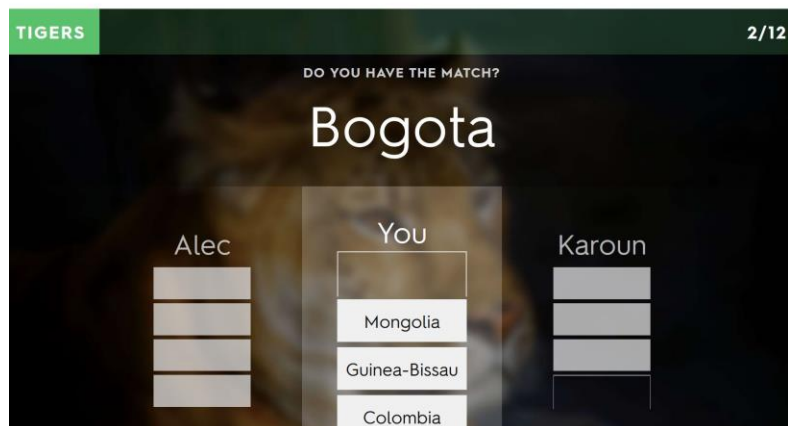 TIGERS
2/12
DO YOU HAVE THE MATCH?
Bogota
Alec
You
Karoun
Mongolia
Guinea-Bissau
Colombia